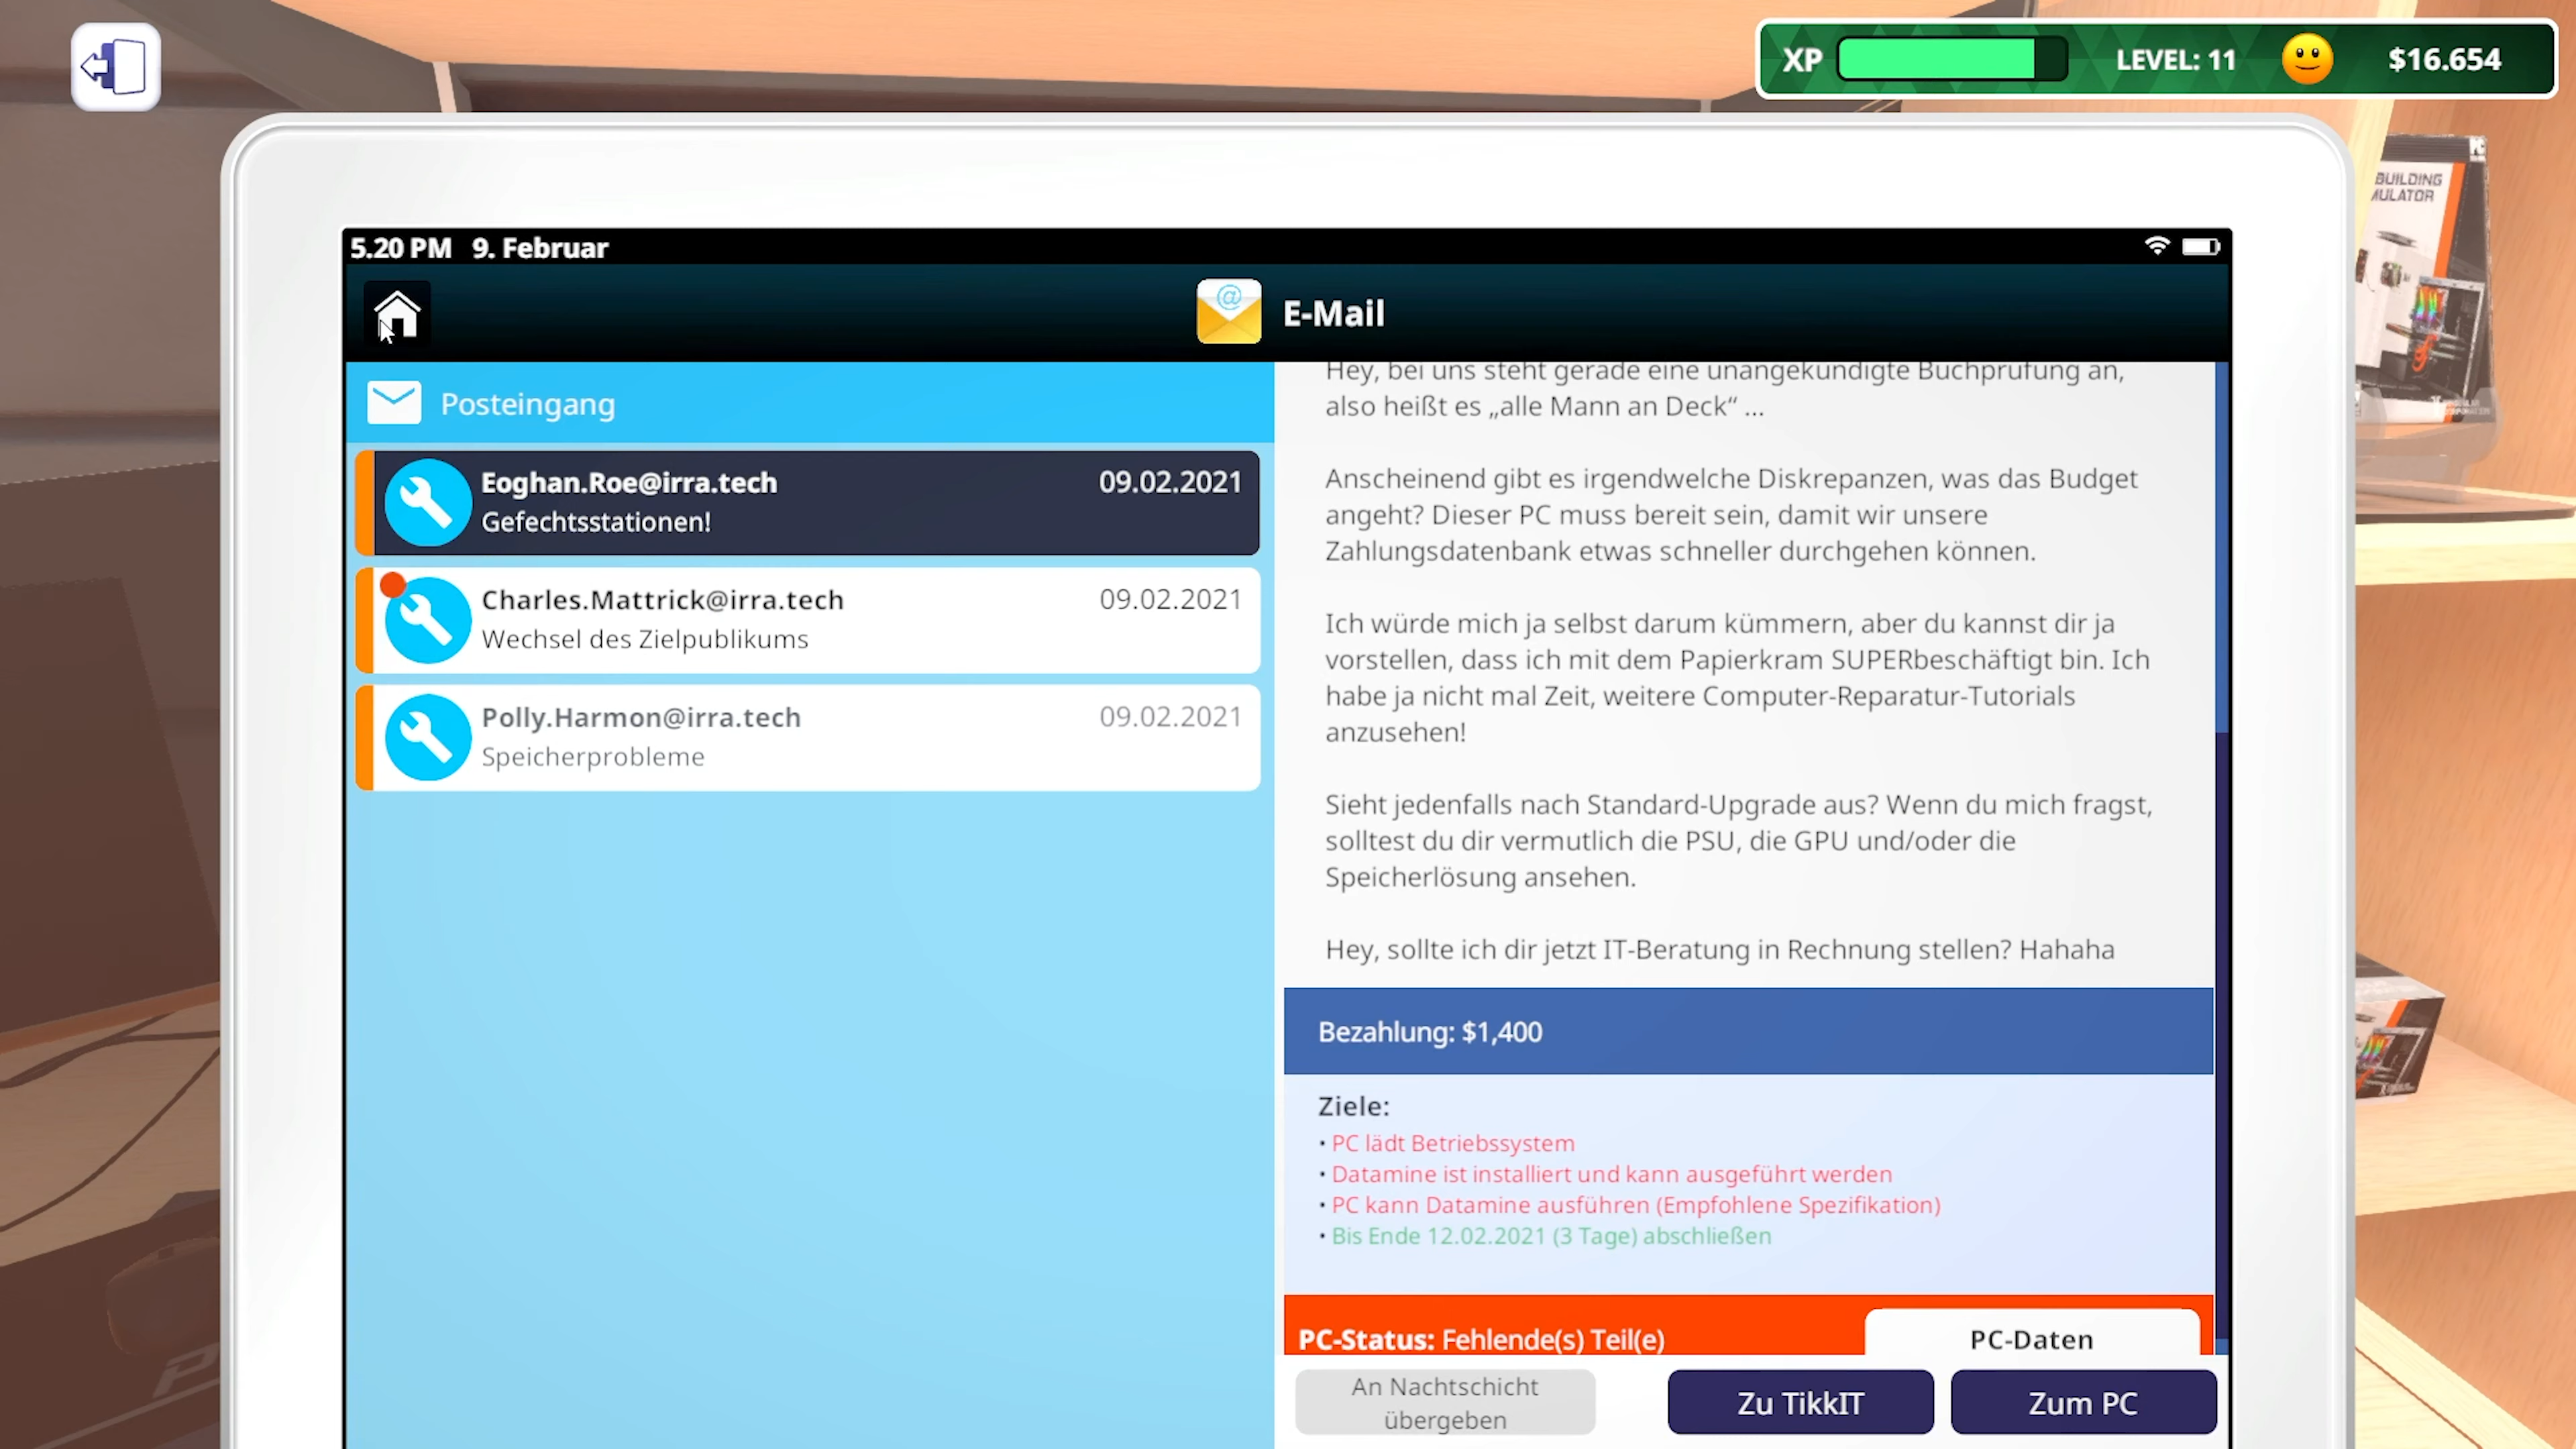 XP
LEVEL: 11
$16.654
BUILDING
5.20 PM 9. Februar
E-Mail
Posteingang
Eoghan.Roe@irra.tech
09.02.2021
Gefechtsstationen!
Charles.Mattrick@irra.tech
09.02.2021
Wechsel des Zielpublikums
Polly.Harmon@irra.tech
09.02.2021
Speicherprobleme
Hey, bei uns steht gerade eine unangekündigte Buchprüfung an,
also heißt es „alle Mann an Deck“ ...
Anscheinend gibt es irgendwelche Diskrepanzen, was das Budget
angeht? Dieser PC muss bereit sein, damit wir unsere
Zahlungsdatenbank etwas schneller durchgehen können.
Ich würde mich ja selbst darum kümmern, aber du kannst dir ja
vorstellen, dass ich mit dem Papierkram SUPERbeschäftigt bin. Ich
habe ja nicht mal Zeit, weitere Computer-Reparatur-Tutorials
anzusehen!
Sieht jedenfalls nach Standard-Upgrade aus? Wenn du mich fragst,
solltest du dir vermutlich die PSU, die GPU und/oder die
Speicherlösung ansehen.
Hey, sollte ich dir jetzt IT-Beratung in Rechnung stellen? Hahaha
Bezahlung: $1,400
Ziele:
• PC lädt Betriebssystem
• Datamine ist installiert und kann ausgeführt werden
• PC kann Datamine ausführen (Empfohlene Spezifikation)
• Bis Ende 12.02.2021 (3 Tage) abschließen
PC-Status: Fehlende(s) Teil(e)
PC-Daten
An Nachtschicht
übergeben
Zu TikkIT
Zum PC